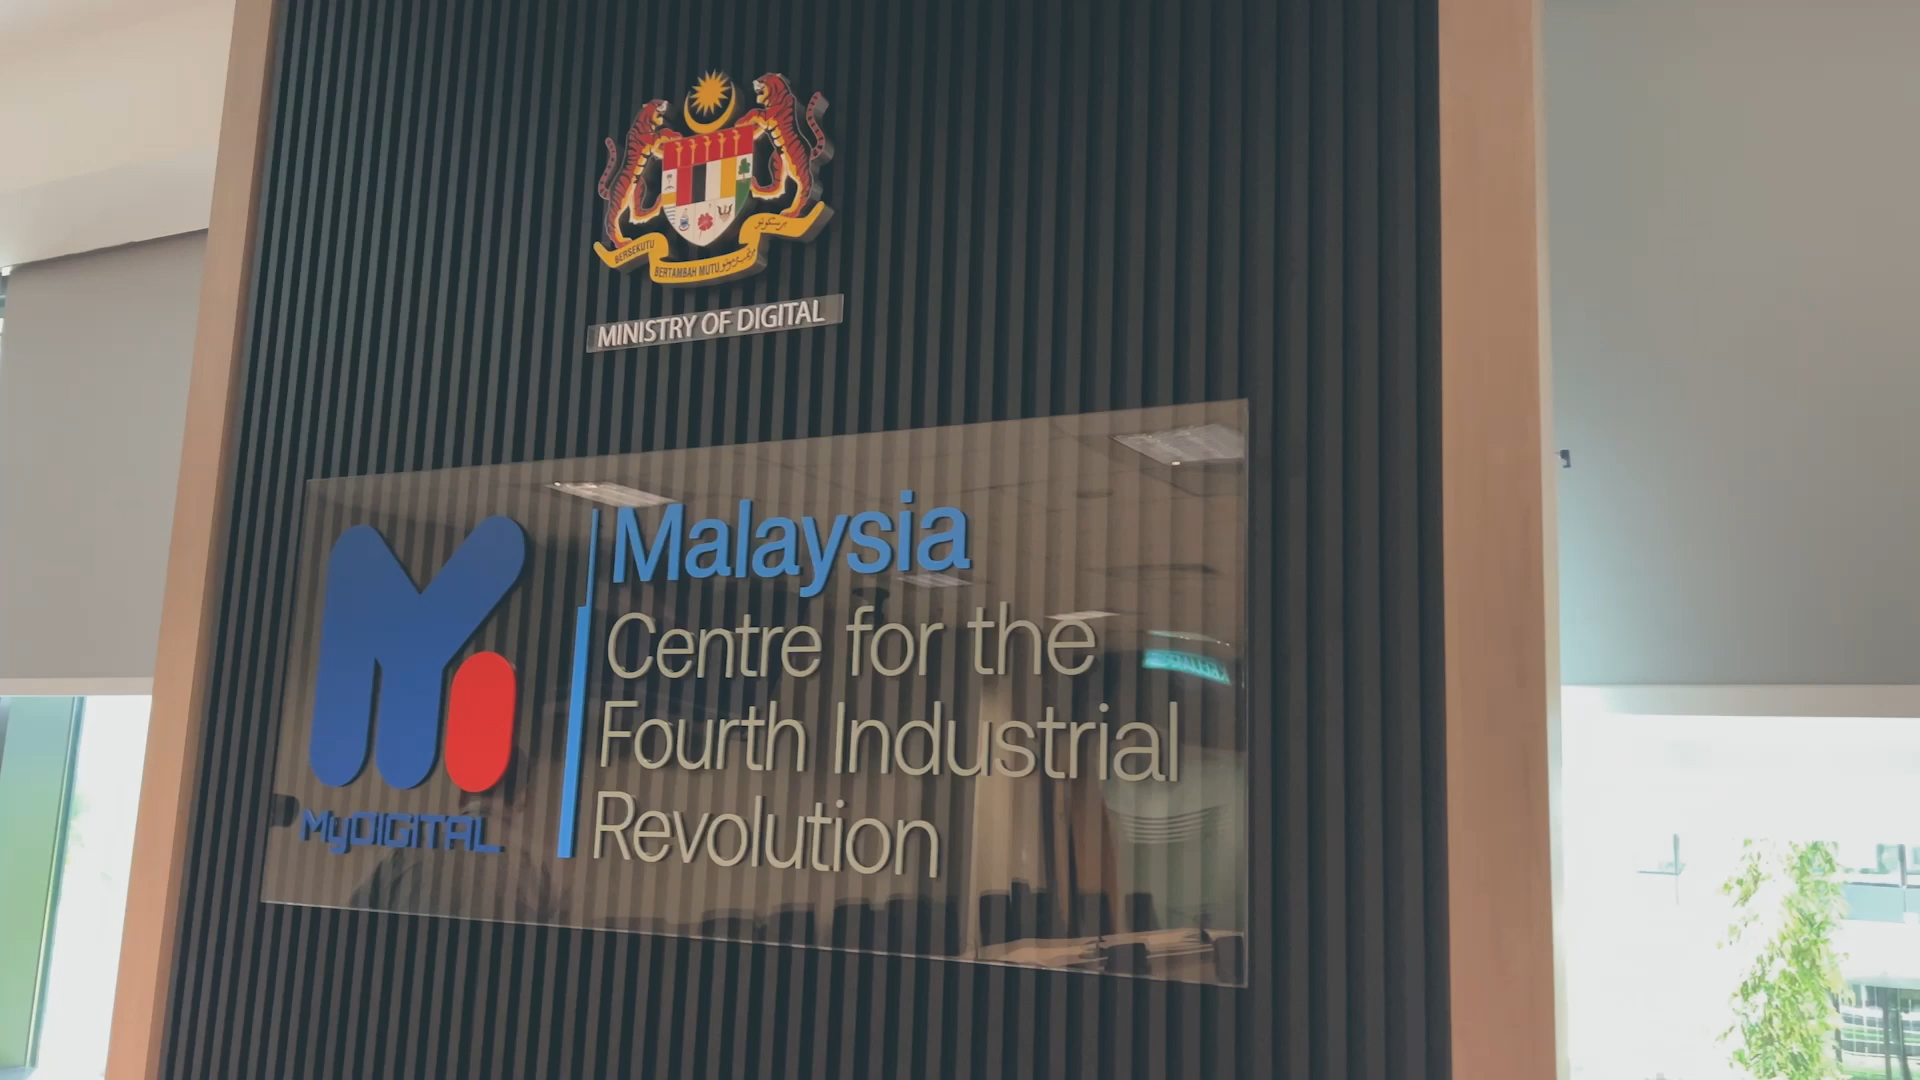 BERSEKUTU
BERTAMBAH MUTU
MINISTRY OF DIGITAL
Malaysia
Centre for the
Fourth Industrial
Revolution
MyDIGITAL